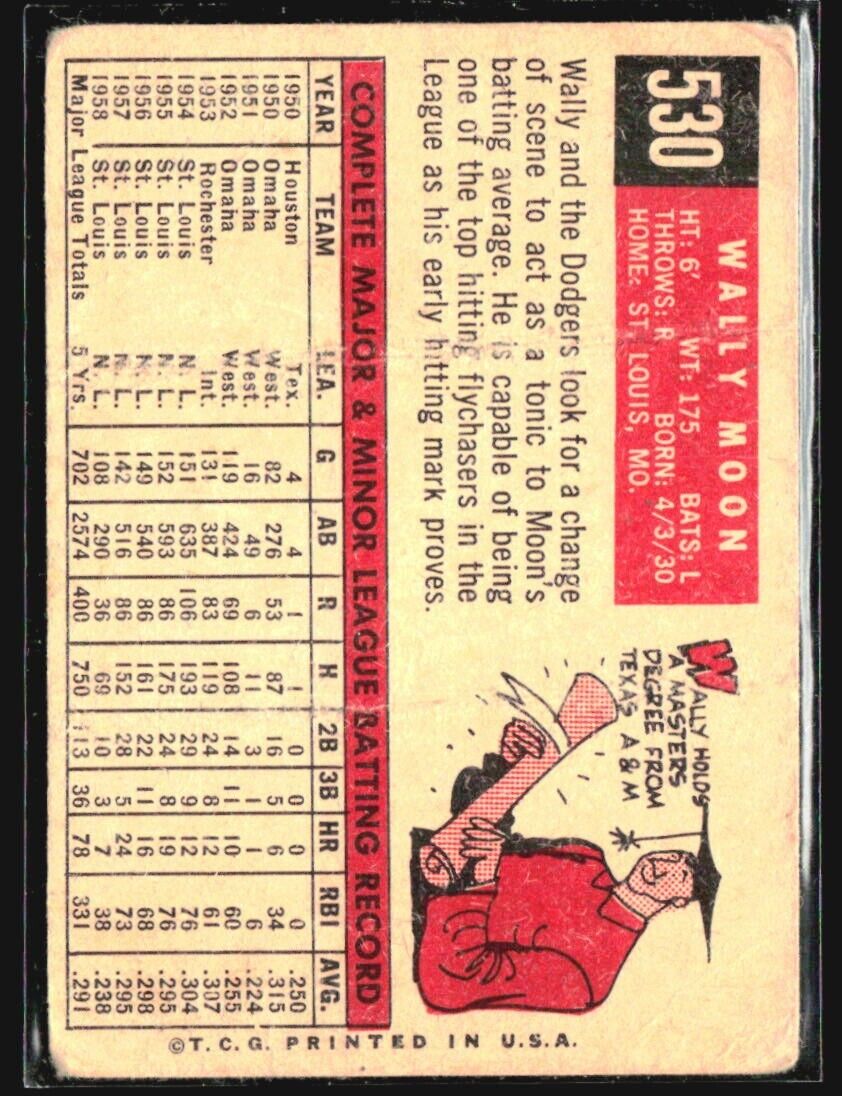 530
WALLY MOON
HT: 6' WT: 175 BATS: L
THROWS: R BORN: 4/3/30
HOME: ST. LOUIS, MO.
Wally and the Dodgers look for a change
of scene to act as a tonic to Moon's
batting average. He is capable of being
one of the top hitting flychasers in the
League as his early hitting mark proves.
WALLY HOLDS
A MASTERS
DEGREE FROM
TEXAS A & M
COMPLETE MAJOR & MINOR LEAGUE BATTING RECORD
YEAR TEAM LEA. G AB R H 2B 3B HR RBI AVG.
1950 Houston Tex. 4 4 1 1 0 0 0 0 .250
1950 Omaha West. 82 276 53 87 16 5 6 34 .315
1951 Omaha West. 16 49 6 11 3 1 1 6 .224
1952 Omaha West. 119 424 69 108 14 11 10 60 .255
1953 Rochester Int. 131 387 83 119 24 8 12 61 .307
1954 St. Louis N. L. 151 635 106 193 29 9 12 76 .304
1955 St. Louis N. L. 152 593 86 175 24 8 19 76 .295
1956 St. Louis N. L. 149 540 86 161 22 11 16 68 .298
1957 St. Louis N. L. 142 516 86 152 28 5 24 73 .295
1958 St. Louis N. L. 108 290 36 69 10 3 7 38 .238
Major League Totals 5 Yrs. 702 2574 400 750 113 36 78 331 .291
©T. C. G. PRINTED IN U.S.A.